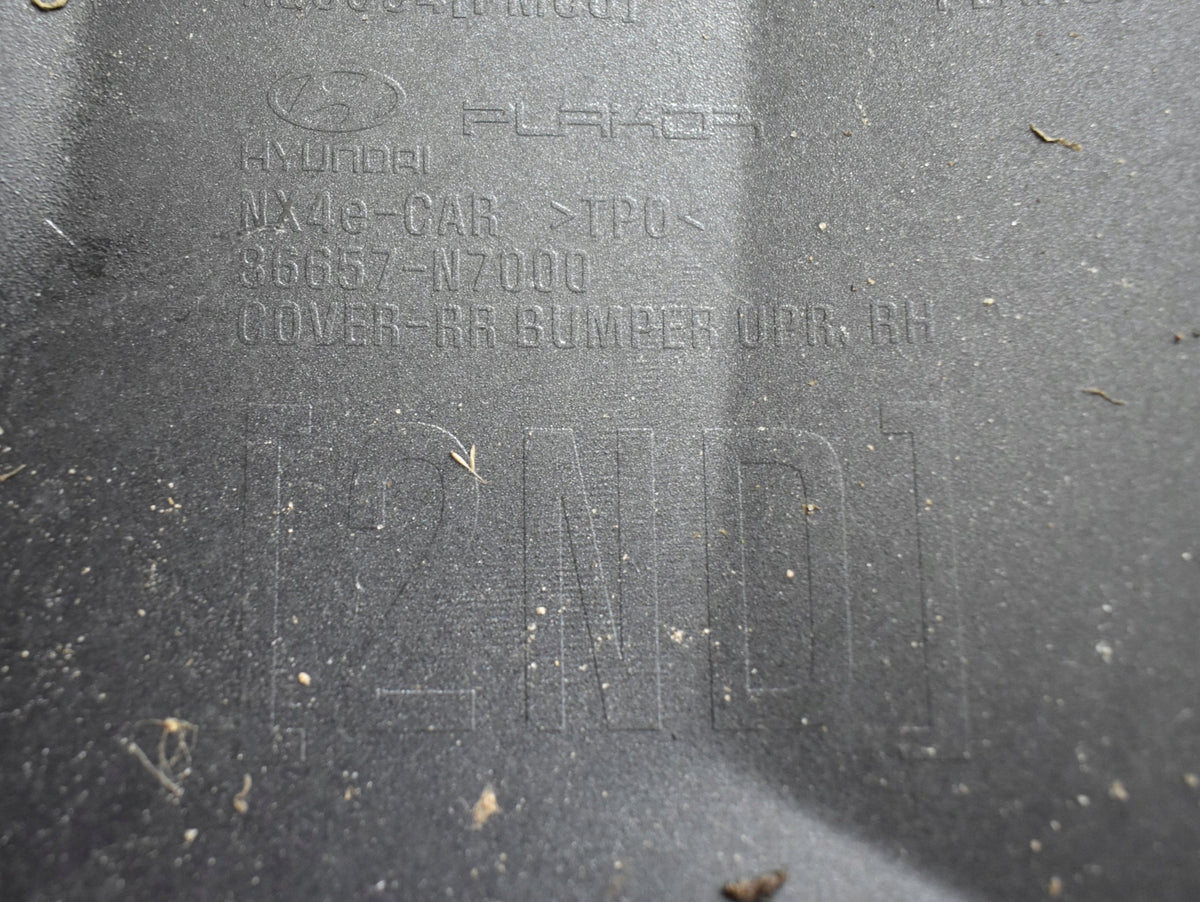 PLAKOR
HYUNDAI
NX4e-CAR >TPO<
86657-N7000
COVER-RR BUMPER UPR. RH
[2ND]